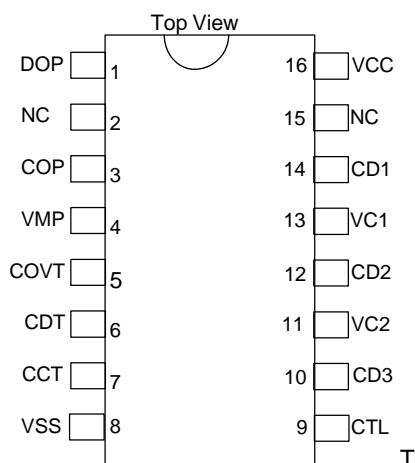 Top View
DOP 1 16 VCC
NC 2 15 NC
COP 3 14 CD1
VMP 4 13 VC1
COVT 5 12 CD2
CDT 6 11 VC2
CCT 7 10 CD3
VSS 8 9 CTL
T